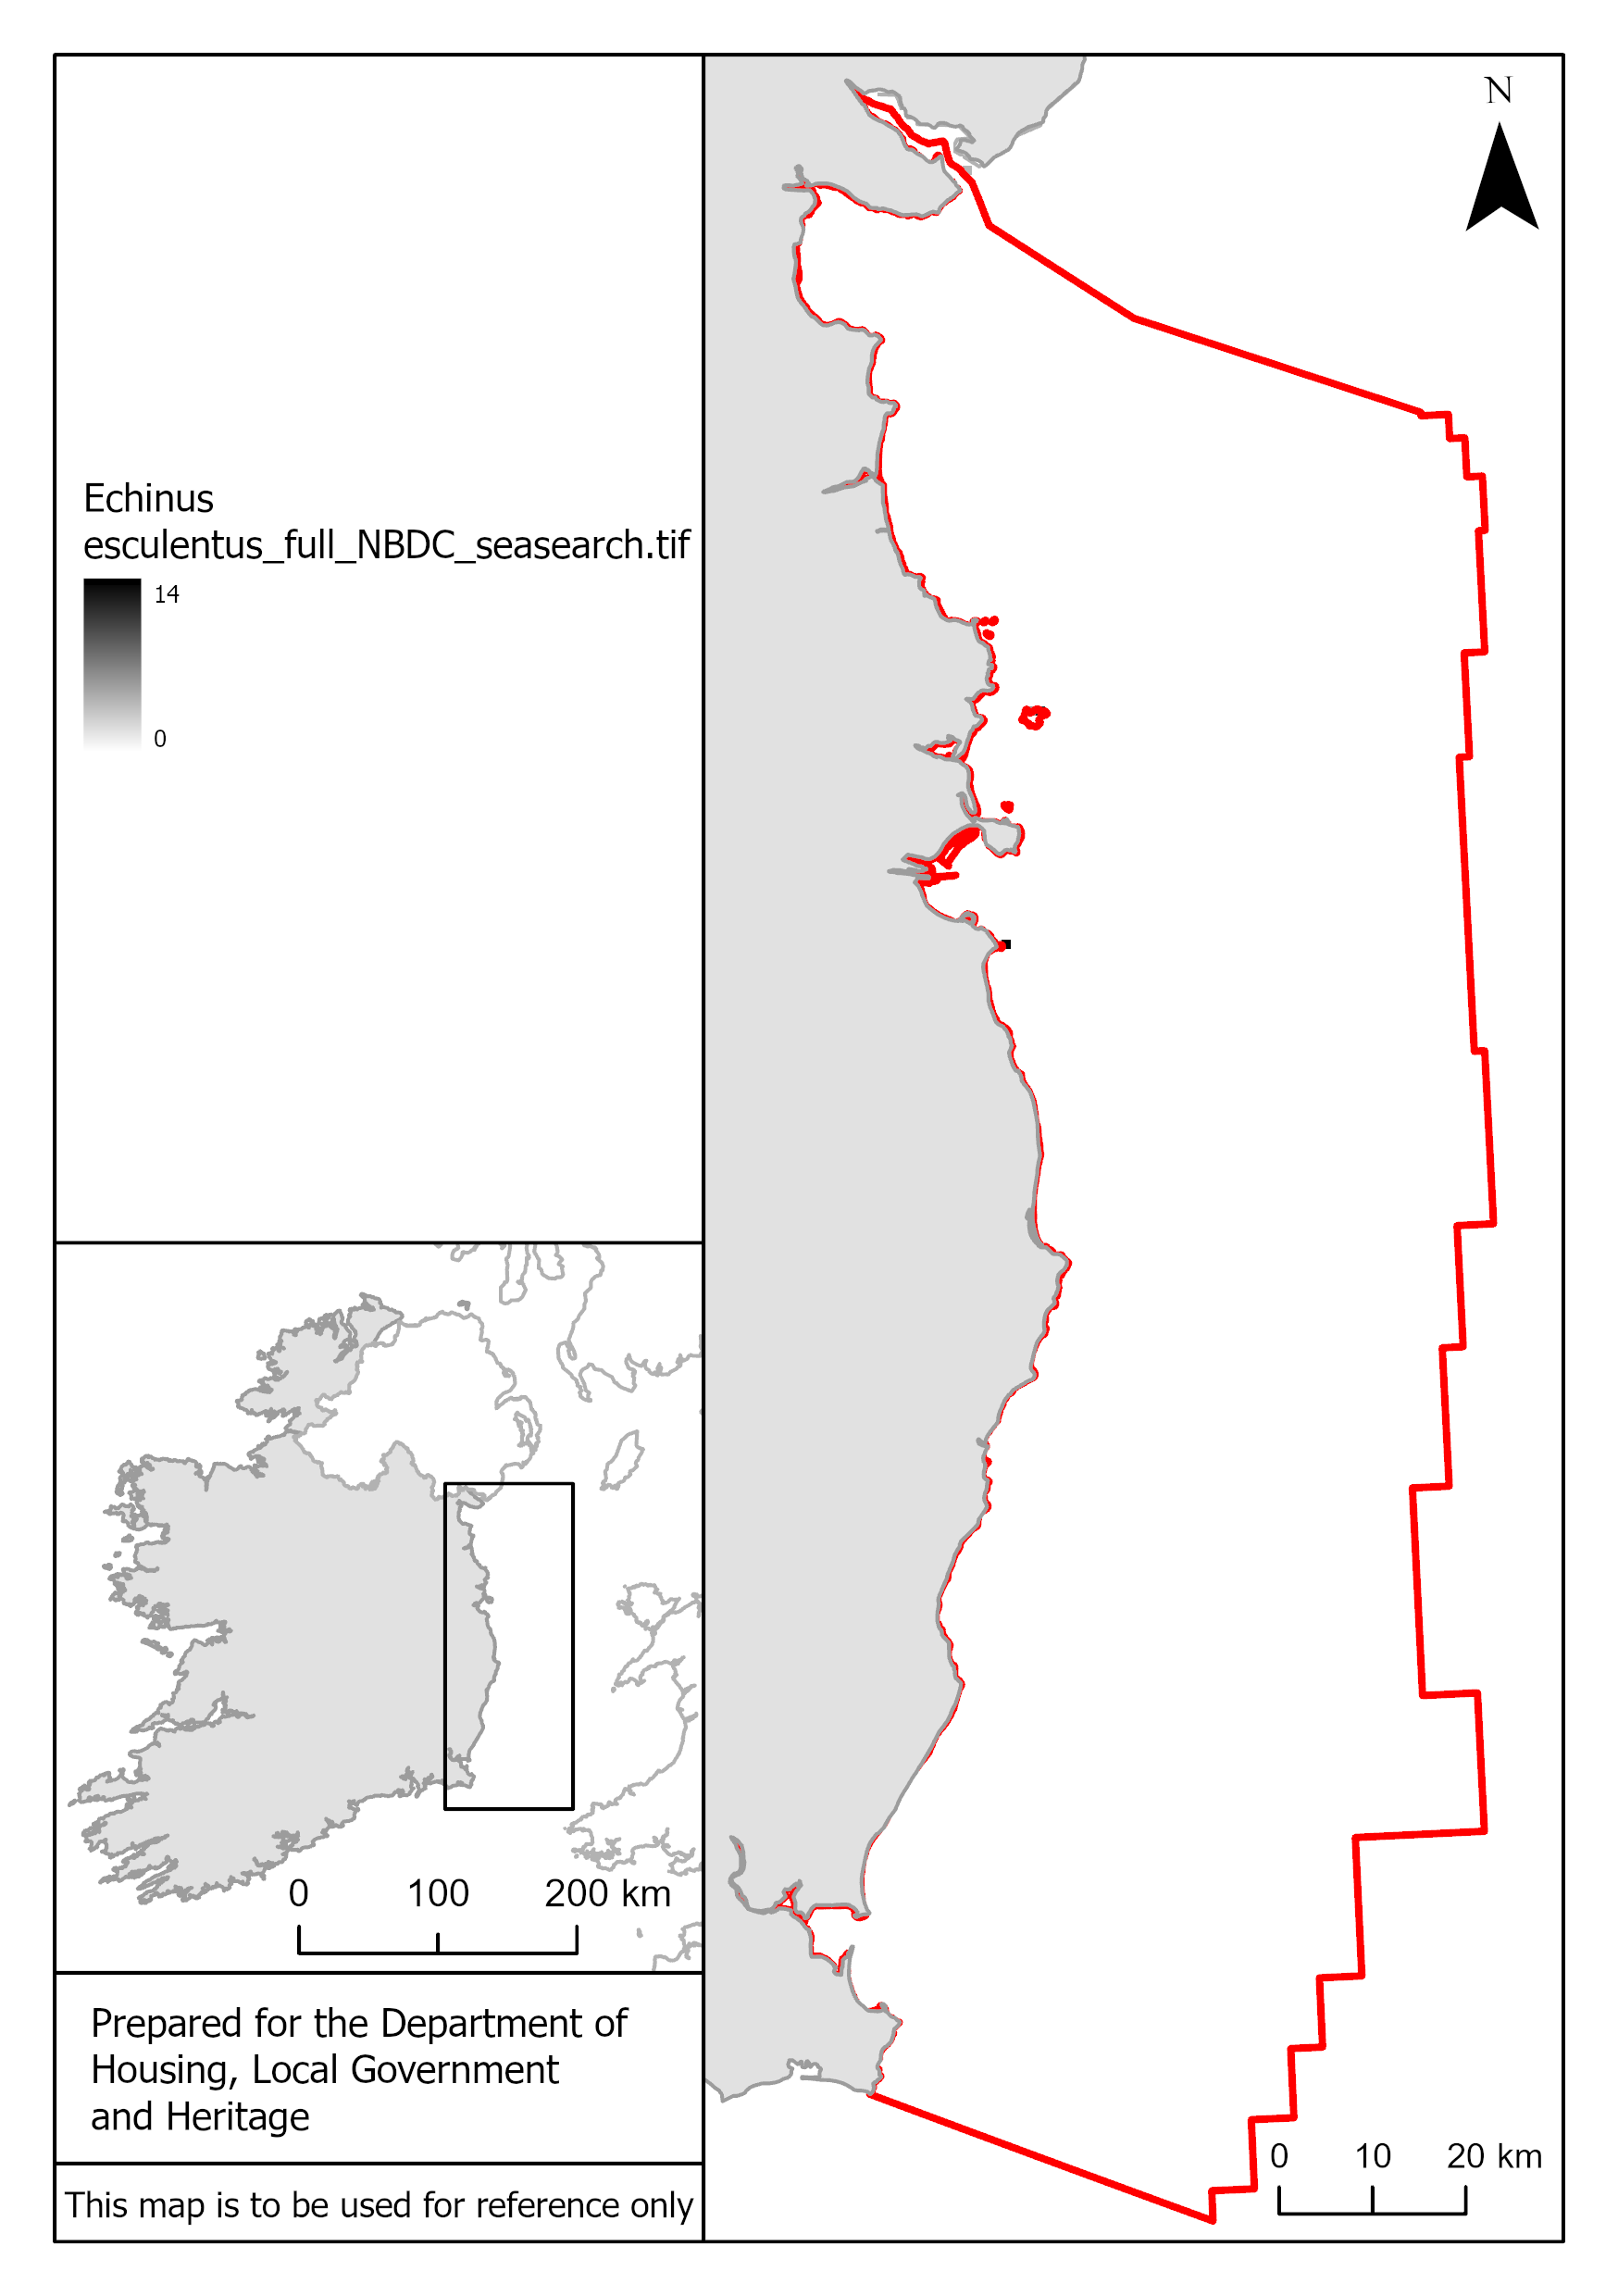 N
Echinus
esculentus_full_NBDC_seasearch.tif
14
0
0 100 200 km
Prepared for the Department of
Housing, Local Government
and Heritage
This map is to be used for reference only
0 10 20 km